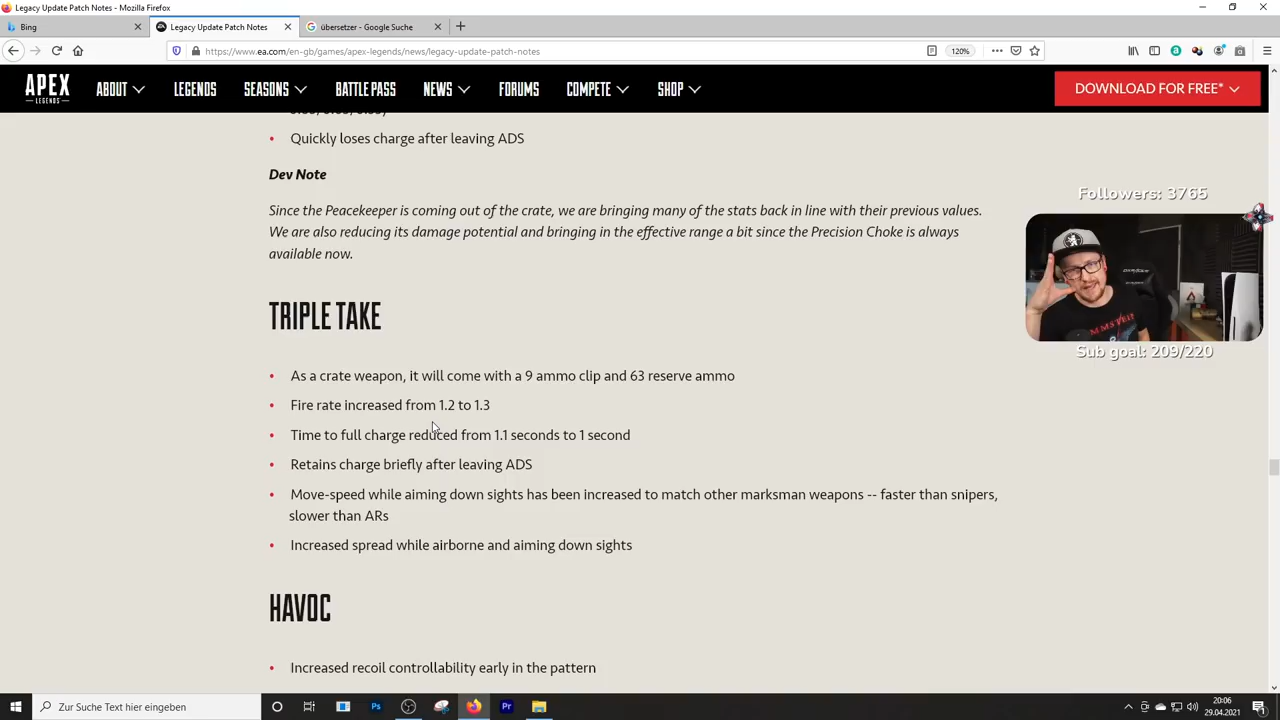 Legacy Update Patch Notes - Mozilla Firefox
Bing
Legacy Update Patch Notes
übersetzer - Google Suche
https://www.ea.com/en-gb/games/apex-legends/news/legacy-update-patch-notes
120%
APEX
LEGENDS
ABOUT
LEGENDS
SEASONS
BATTLE PASS
NEWS
FORUMS
COMPETE
SHOP
DOWNLOAD FOR FREE*
• Quickly loses charge after leaving ADS
Dev Note
Since the Peacekeeper is coming out of the crate, we are bringing many of the stats back in line with their previous values.
We are also reducing its damage potential and bringing in the effective range a bit since the Precision Choke is always
available now.
Followers: 3765
Sub goal: 209/220
TRIPLE TAKE
• As a crate weapon, it will come with a 9 ammo clip and 63 reserve ammo
• Fire rate increased from 1.2 to 1.3
• Time to full charge reduced from 1.1 seconds to 1 second
• Retains charge briefly after leaving ADS
• Move-speed while aiming down sights has been increased to match other marksman weapons -- faster than snipers,
slower than ARs
• Increased spread while airborne and aiming down sights
HAVOC
• Increased recoil controllability early in the pattern
Zur Suche Text hier eingeben
20:06
29.04.2021